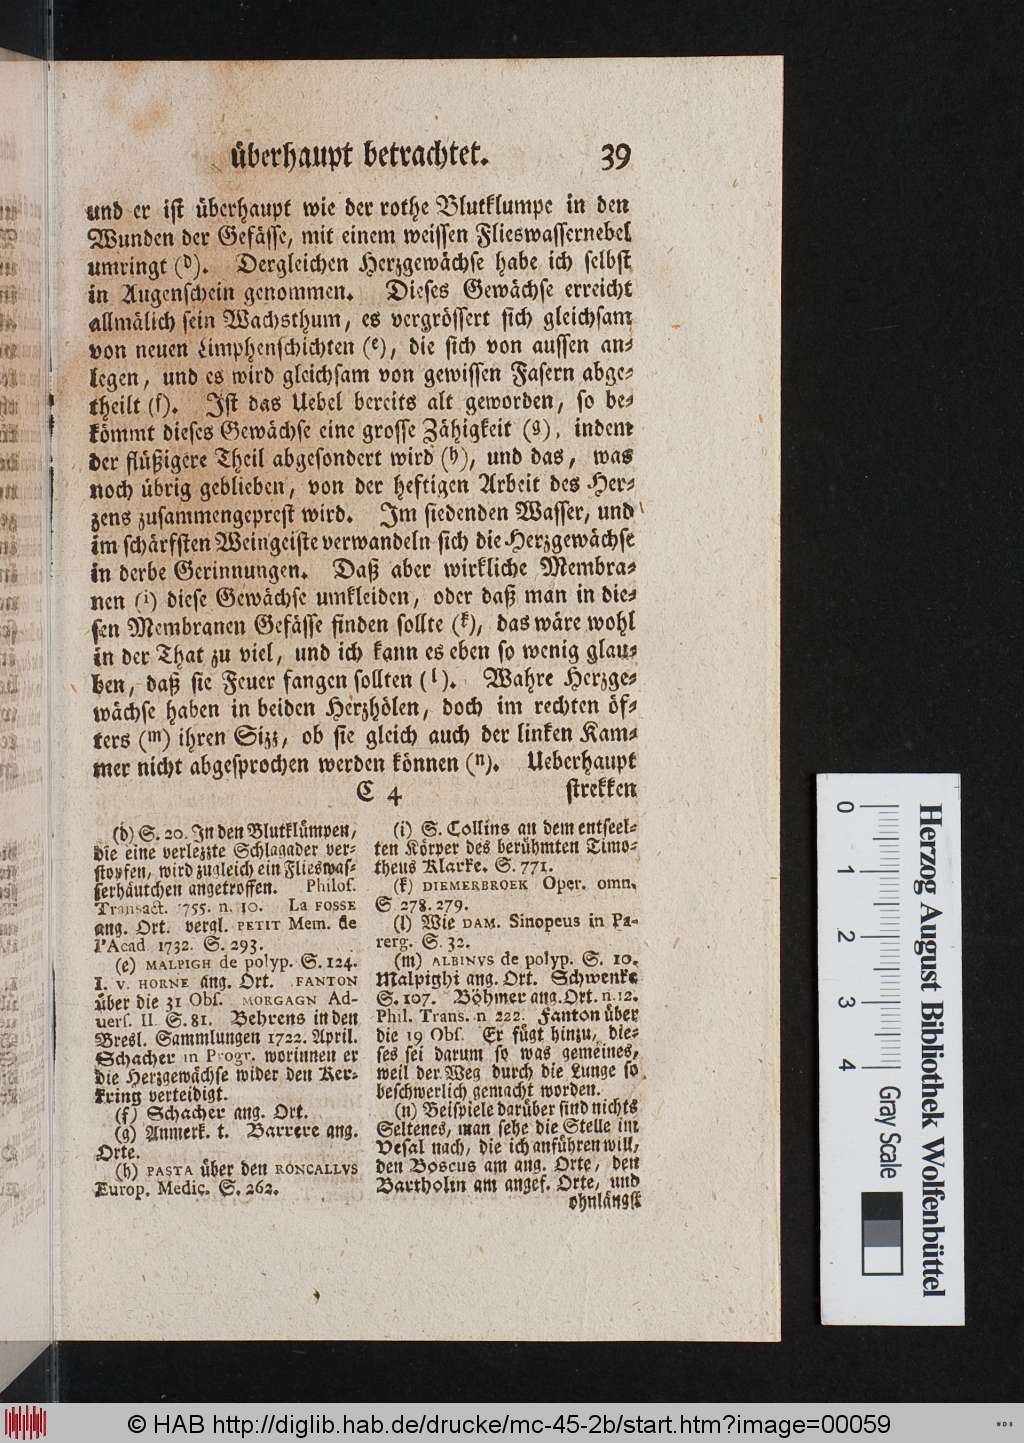 überhaupt betrachtet. 39
und er ist überhaupt wie der rothe Blutklumpe in den
Wunden der Gefässe, mit einem weissen Flieswassernebel
umringt (d). Dergleichen Herzgewächse habe ich selbst
in Augenschein genommen. Dieses Gewächse erreicht
allmälich sein Wachsthum, es vergrössert sich gleichsam
von neuen Limphenschichten (e), die sich von aussen an-
legen, und es wird gleichsam von gewissen Fasern abge-
theilt (f). Ist das Uebel bereits alt geworden, so be-
kömmt dieses Gewächse eine grosse Zähigkeit (g), indem
der flüßigere Theil abgesondert wird (h), und das, was
noch übrig geblieben, von der heftigen Arbeit des Her-
zens zusammengeprest wird. Im siedenden Wasser, und
im schärfsten Weingeiste verwandeln sich die Herzgewächse
in derbe Gerinnungen. Daß aber wirkliche Membra-
nen (i) diese Gewächse umkleiden, oder daß man in die-
sen Membranen Gefässe finden sollte (k), das wäre wohl
in der That zu viel, und ich kann es eben so wenig glau-
ben, daß sie Feuer fangen sollten (l). Wahre Herzge-
wächse haben in beiden Herzhölen, doch im rechten öf-
ters (m) ihren Sizz, ob sie gleich auch der linken Kam-
mer nicht abgesprochen werden können (n). Ueberhaupt
C 4 strekken
(d) S. 20. In den Blutklümpen,
die eine verlezzte Schlagader ver-
stopfen, wird zugleich ein Flieswas-
serhäutchen angetroffen. Philos.
Transact. 1755. n. 10. La FOSSE
ang. Ort. vergl. PETIT Mem. de
l'Acad 1732. S. 293.
(e) MALPIGH de polyp. S. 124.
I. v. HORNE ang. Ort. FANTON
über die 31 Obs. MORGAGN Ad-
vers. II. S. 81. Behrens in den
Bresl. Sammlungen 1722. April.
Schacher in Progr. worinnen er
die Herzgewächse wider den Ker-
kring verteidigt.
(f) Schacher ang. Ort.
(g) Anmerk. t. Barrere ang.
Orte.
(h) PASTA über den RONCALLVS
Europ. Medic. S. 262.
(i) S. Collins an dem entseel-
ten Körper des berühmten Timo-
theus Klarke. S. 771.
(k) DIEMERBROEK Oper. omn.
S 278. 279.
(l) Wie DAM. Sinopeus in Pa-
rerg. S. 32.
(m) ALBINVS de polyp. S. 10.
Malpighi ang. Ort. Schwenke
S. 107. Böhmer ang. Ort. n. 12.
Phil. Trans. n 222. Fanton über
die 19 Obs. Er fügt hinzu, die-
ses sei darum so was gemeines,
weil der Weg durch die Lunge so
beschwerlich gemacht worden.
(n) Beispiele darüber sind nichts
Seltenes, man sehe die Stelle im
Vesal nach, die ich anführen will,
den Boscus am ang. Orte, den
Bartholin am anges. Orte, und
ohnlängst
0 1 2 3 4
Herzog August Bibliothek Wolfenbüttel
Gray Scale
© HAB http://diglib.hab.de/drucke/mc-45-2b/start.htm?image=00059